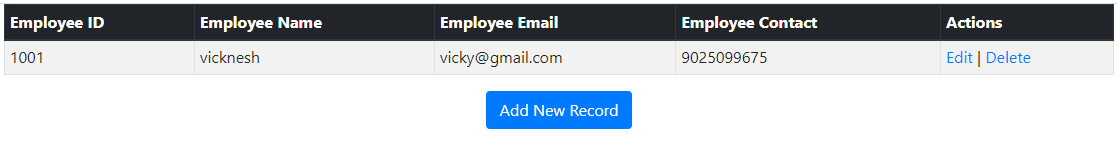 Employee ID Employee Name Employee Email Employee Contact Actions
1001 vicknesh vicky@gmail.com 9025099675 Edit | Delete
Add New Record